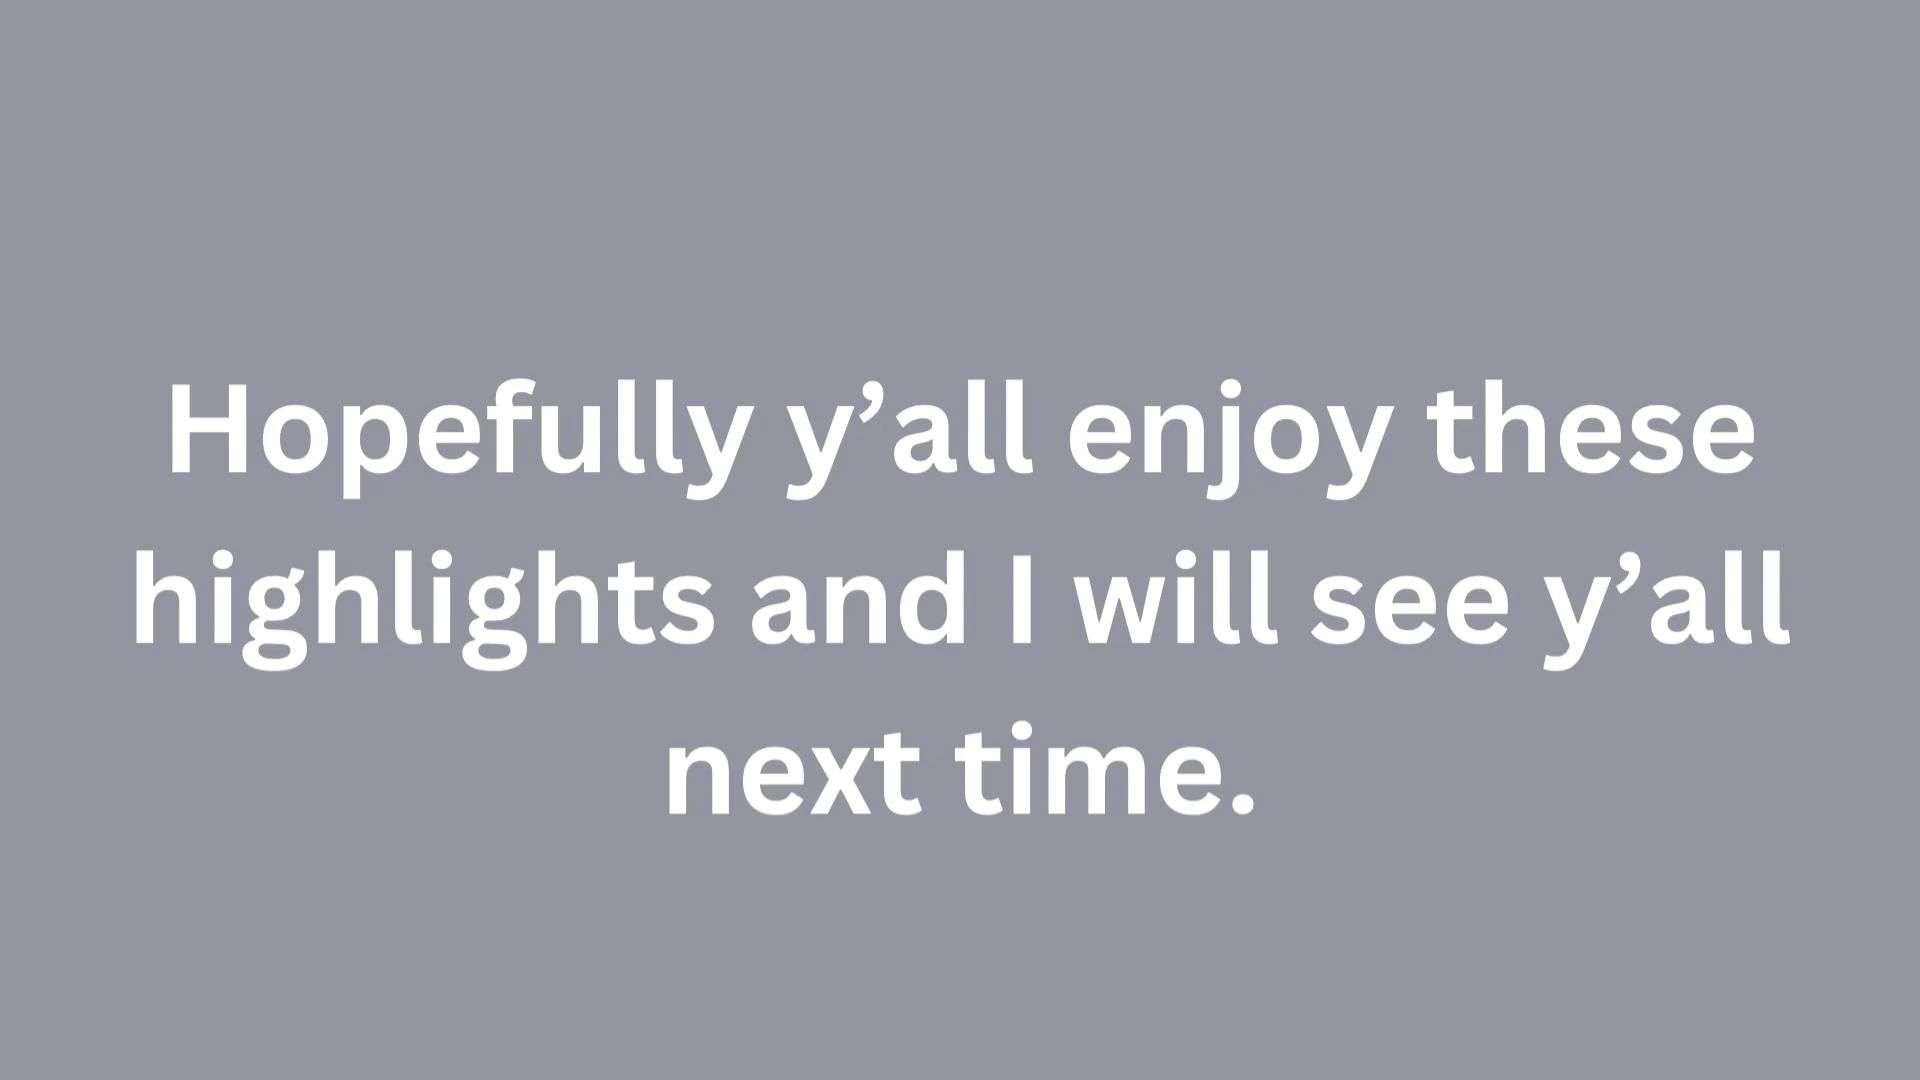 Hopefully y’all enjoy these
highlights and I will see y’all
next time.